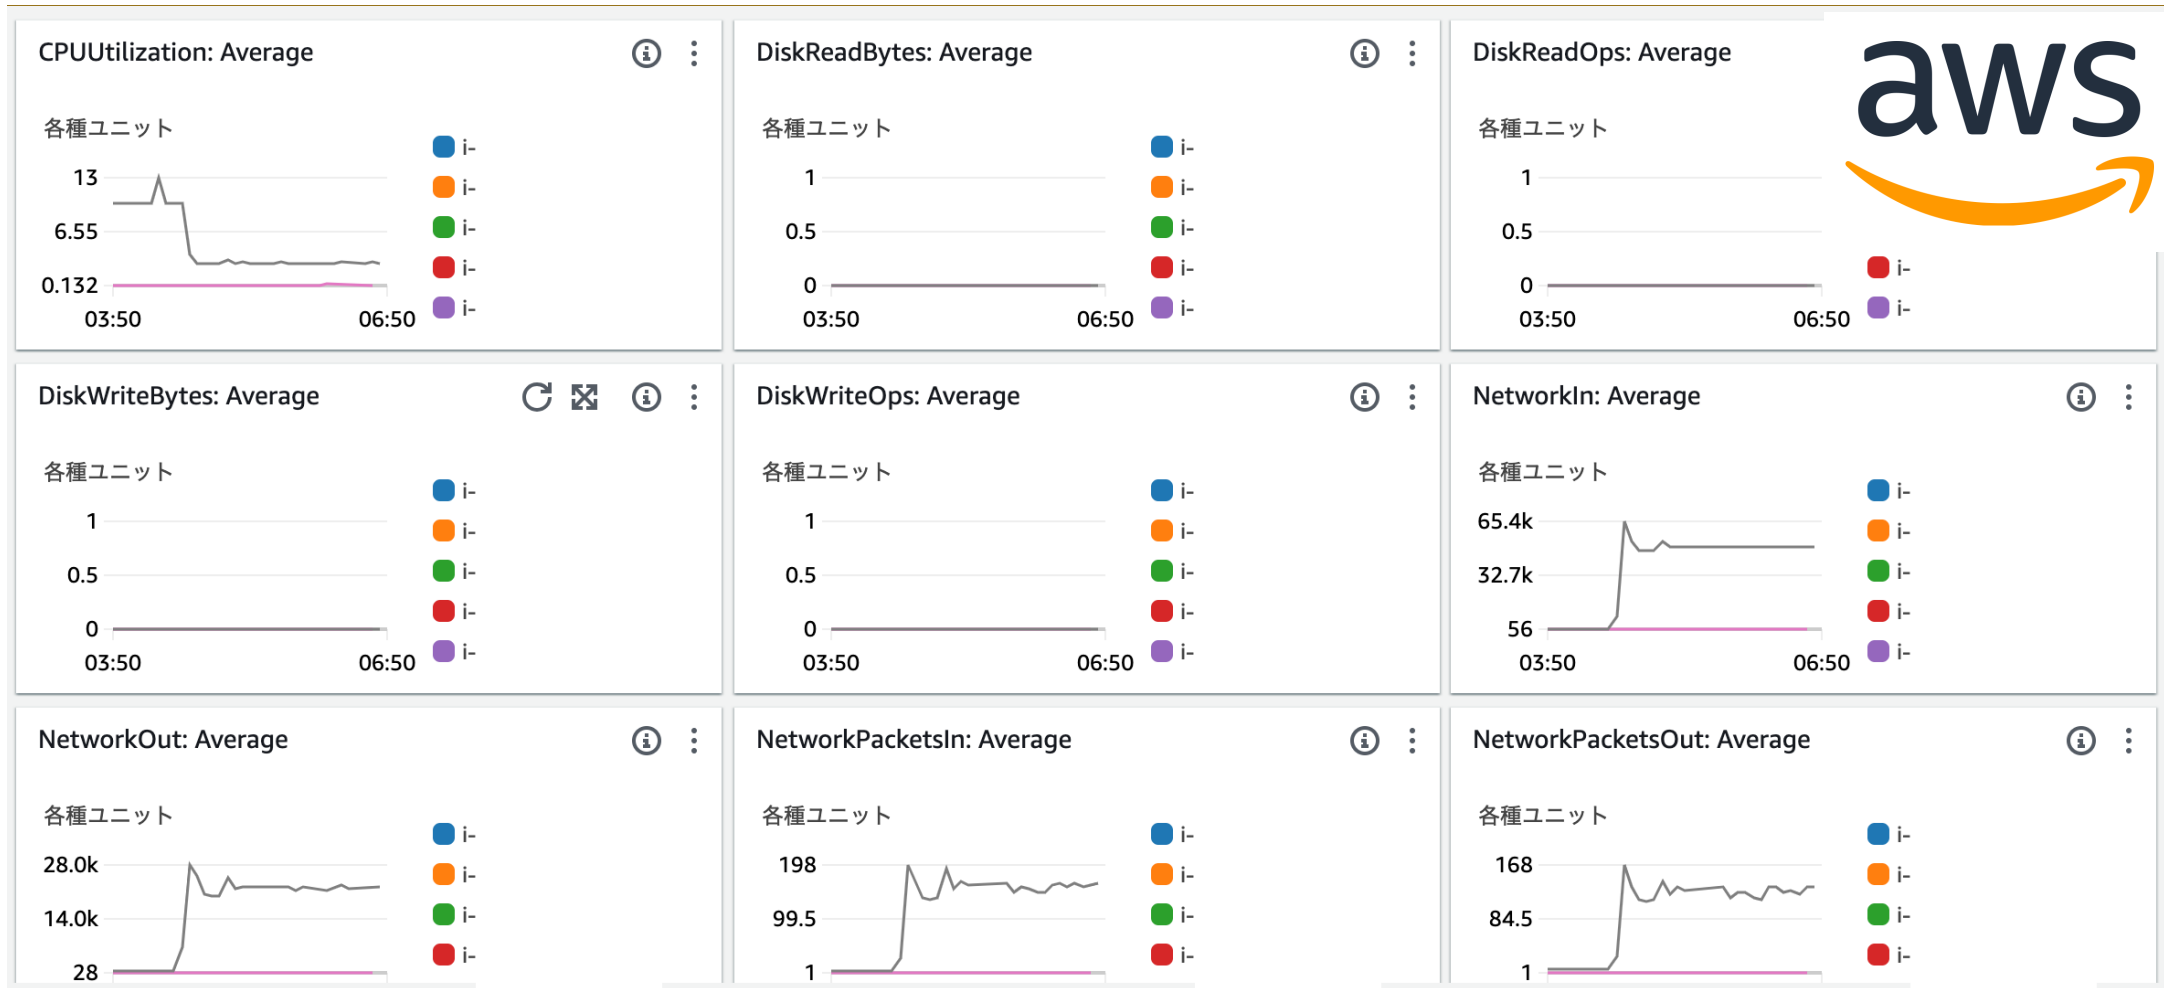 CPUUtilization: Average
各種ユニット
13
6.55
0.132
03:50
06:50
i-
i-
i-
i-
i-
DiskReadBytes: Average
各種ユニット
1
0.5
0
03:50
06:50
i-
i-
i-
i-
i-
DiskReadOps: Average
各種ユニット
1
0.5
0
03:50
06:50
i-
i-
aws
DiskWriteBytes: Average
各種ユニット
1
0.5
0
03:50
06:50
i-
i-
i-
i-
i-
DiskWriteOps: Average
各種ユニット
1
0.5
0
03:50
06:50
i-
i-
i-
i-
i-
NetworkIn: Average
各種ユニット
65.4k
32.7k
56
03:50
06:50
i-
i-
i-
i-
i-
NetworkOut: Average
各種ユニット
28.0k
14.0k
28
i-
i-
i-
i-
NetworkPacketsIn: Average
各種ユニット
198
99.5
1
i-
i-
i-
i-
NetworkPacketsOut: Average
各種ユニット
168
84.5
1
i-
i-
i-
i-